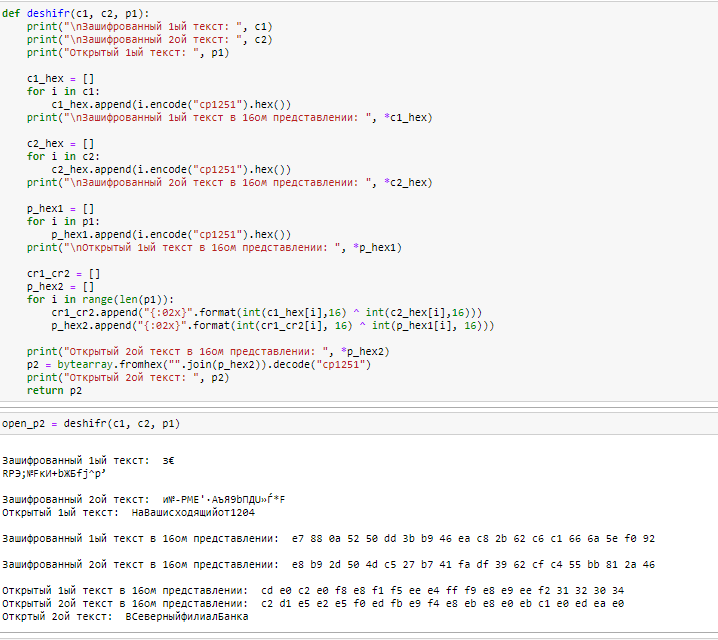 def deshifr(c1, c2, p1):
print("\nЗашифрованный 1ый текст: ", c1)
print("\nЗашифрованный 2ой текст: ", c2)
print("Открытый 1ый текст: ", p1)
c1_hex = []
for i in c1:
c1_hex.append(i.encode("cp1251").hex())
print("\nЗашифрованный 1ый текст в 16ом представлении: ", *c1_hex)
c2_hex = []
for i in c2:
c2_hex.append(i.encode("cp1251").hex())
print("\nЗашифрованный 2ой текст в 16ом представлении: ", *c2_hex)
p_hex1 = []
for i in p1:
p_hex1.append(i.encode("cp1251").hex())
print("\nОткрытый 1ый текст в 16ом представлении: ", *p_hex1)
cr1_cr2 = []
p_hex2 = []
for i in range(len(p1)):
cr1_cr2.append("{:02x}".format(int(c1_hex[i],16) ^ int(c2_hex[i],16)))
p_hex2.append("{:02x}".format(int(cr1_cr2[i], 16) ^ int(p_hex1[i], 16)))
print("Открытый 2ой текст в 16ом представлении: ", *p_hex2)
p2 = bytearray.fromhex("".join(p_hex2)).decode("cp1251")
print("Открытый 2ой текст: ", p2)
return p2
open_p2 = deshifr(c1, c2, p1)
Зашифрованный 1ый текст:  з€
RPЭ;№FкИ+bЖБfj^р’
Зашифрованный 2ой текст:  и№-PMЕ'·AъЯ9bПДU»Ѓ*F
Открытый 1ый текст:  НаВашисходящийот1204
Зашифрованный 1ый текст в 16ом представлении:  e7 88 0a 52 50 dd 3b b9 46 ea c8 2b 62 c6 c1 66 6a 5e f0 92
Зашифрованный 2ой текст в 16ом представлении:  e8 b9 2d 50 4d c5 27 b7 41 fa df 39 62 cf c4 55 bb 81 2a 46
Открытый 1ый текст в 16ом представлении:  cd e0 c2 e0 f8 e8 f1 f5 ee e4 ff f9 e8 e9 ee f2 31 32 30 34
Открытый 2ой текст в 16ом представлении:  c2 d1 e5 e2 e5 f0 ed fb e9 f4 e8 eb e8 e0 eb c1 e0 ed ea e0
Откртый 2ой текст:  ВСеверныйфилиалБанка